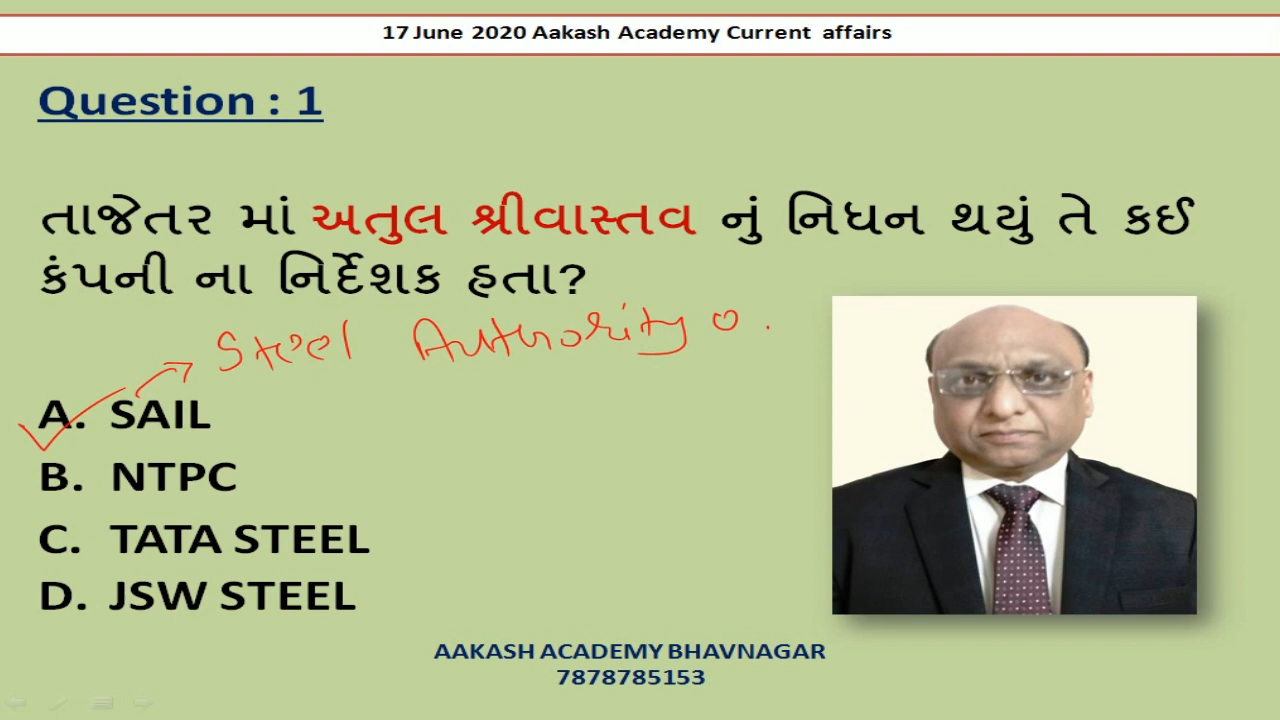 17 June 2020 Aakash Academy Current affairs
Question : 1
તાજેતર માં અતુલ શ્રીવાસ્તવ નું નિધન થયું તે કઈ
કંપની ના નિર્દેશક હતા?
Steel Authority o.
A. SAIL
B. NTPC
C. TATA STEEL
D. JSW STEEL
AAKASH ACADEMY BHAVNAGAR
7878785153